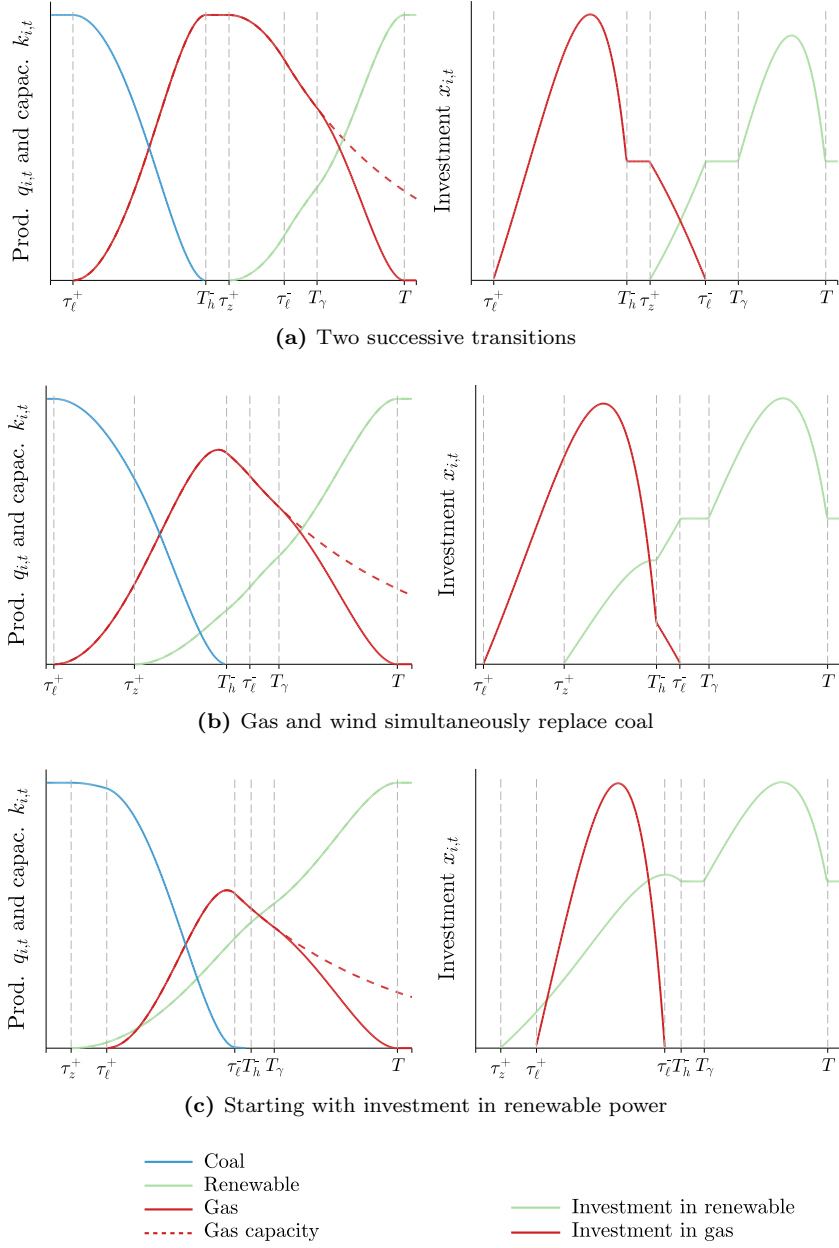 Prod. q_{i,t} and capac. k_{i,t}
τ_ℓ^+ T_h^- τ_z^+ τ_ℓ^- T_γ T
Investment x_{i,t}
τ_ℓ^+ T_h^- τ_z^+ τ_ℓ^- T_γ T
(a) Two successive transitions
Prod. q_{i,t} and capac. k_{i,t}
τ_ℓ^+ τ_z^+ T_h^- τ_ℓ^- T_γ T
Investment x_{i,t}
τ_ℓ^+ τ_z^+ T_h^- τ_ℓ^- T_γ T
(b) Gas and wind simultaneously replace coal
Prod. q_{i,t} and capac. k_{i,t}
τ_z^+ τ_ℓ^+ τ_ℓ^- T_h^- T_γ T
Investment x_{i,t}
τ_z^+ τ_ℓ^+ τ_ℓ^- T_h^- T_γ T
(c) Starting with investment in renewable power
Coal
Renewable
Gas
Gas capacity
Investment in renewable
Investment in gas